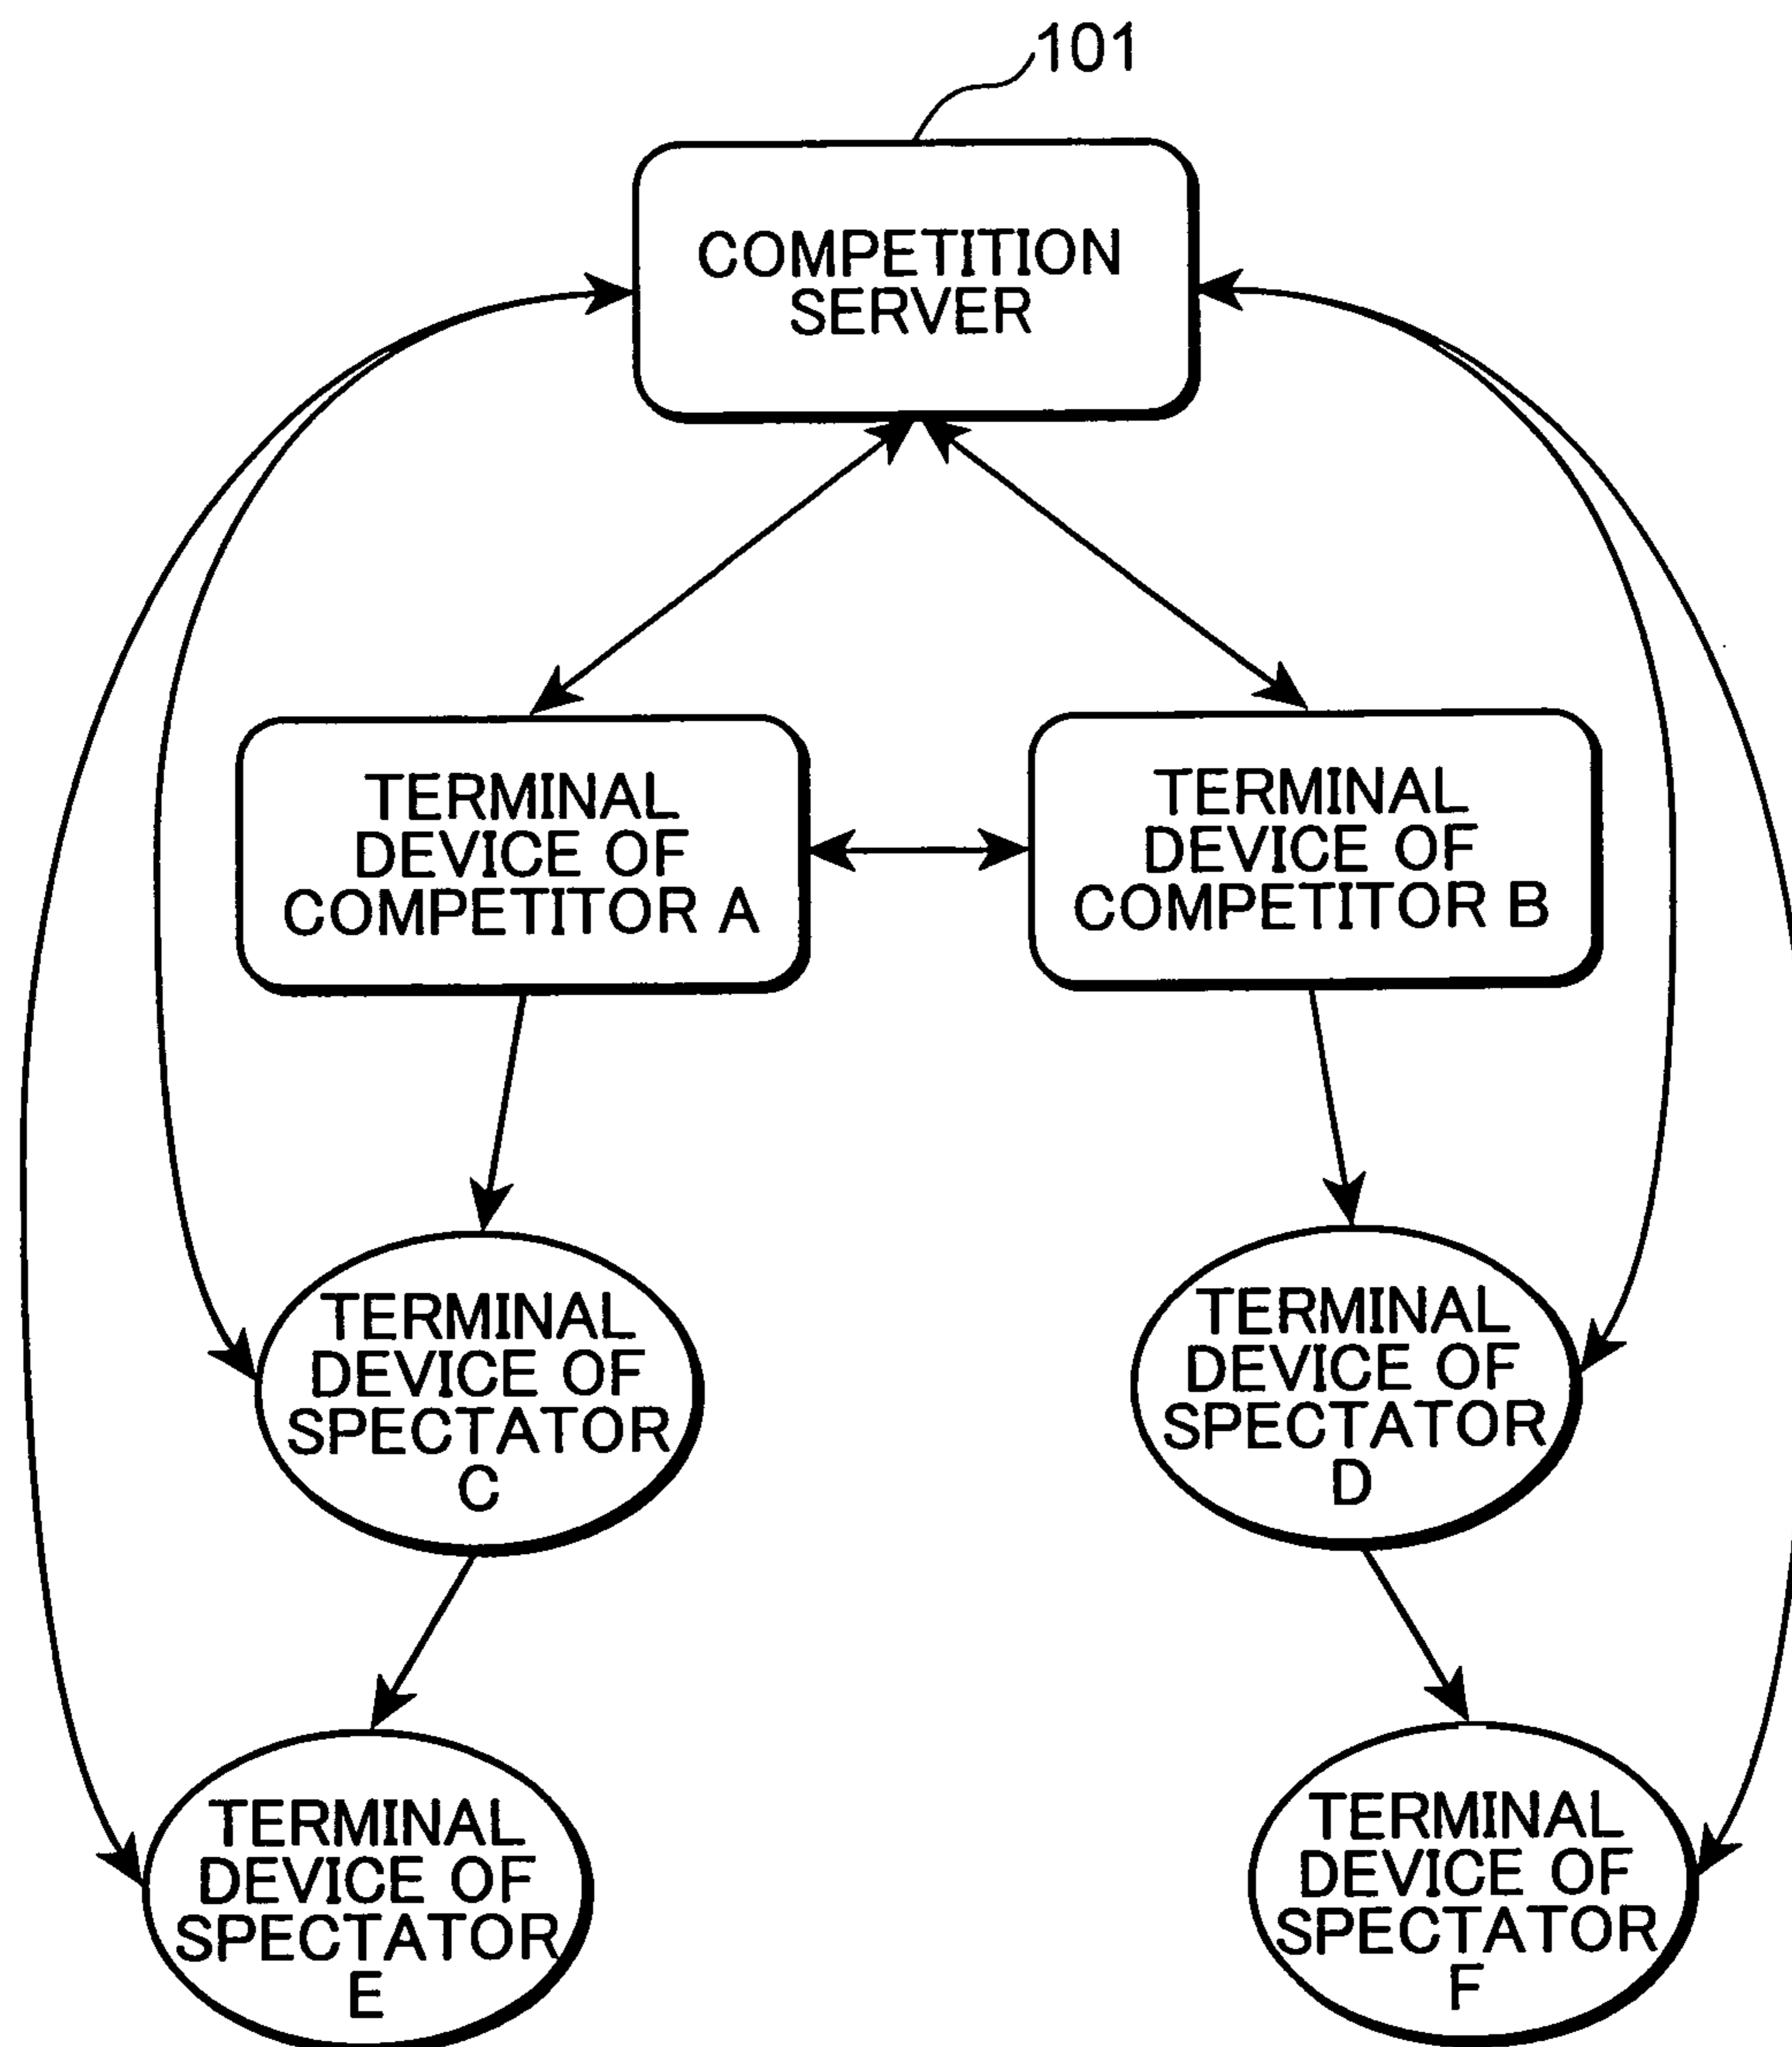 101
COMPETITION
SERVER
TERMINAL
DEVICE OF
COMPETITOR A
TERMINAL
DEVICE OF
COMPETITOR B
TERMINAL
DEVICE OF
SPECTATOR
C
TERMINAL
DEVICE OF
SPECTATOR
D
TERMINAL
DEVICE OF
SPECTATOR
E
TERMINAL
DEVICE OF
SPECTATOR
F